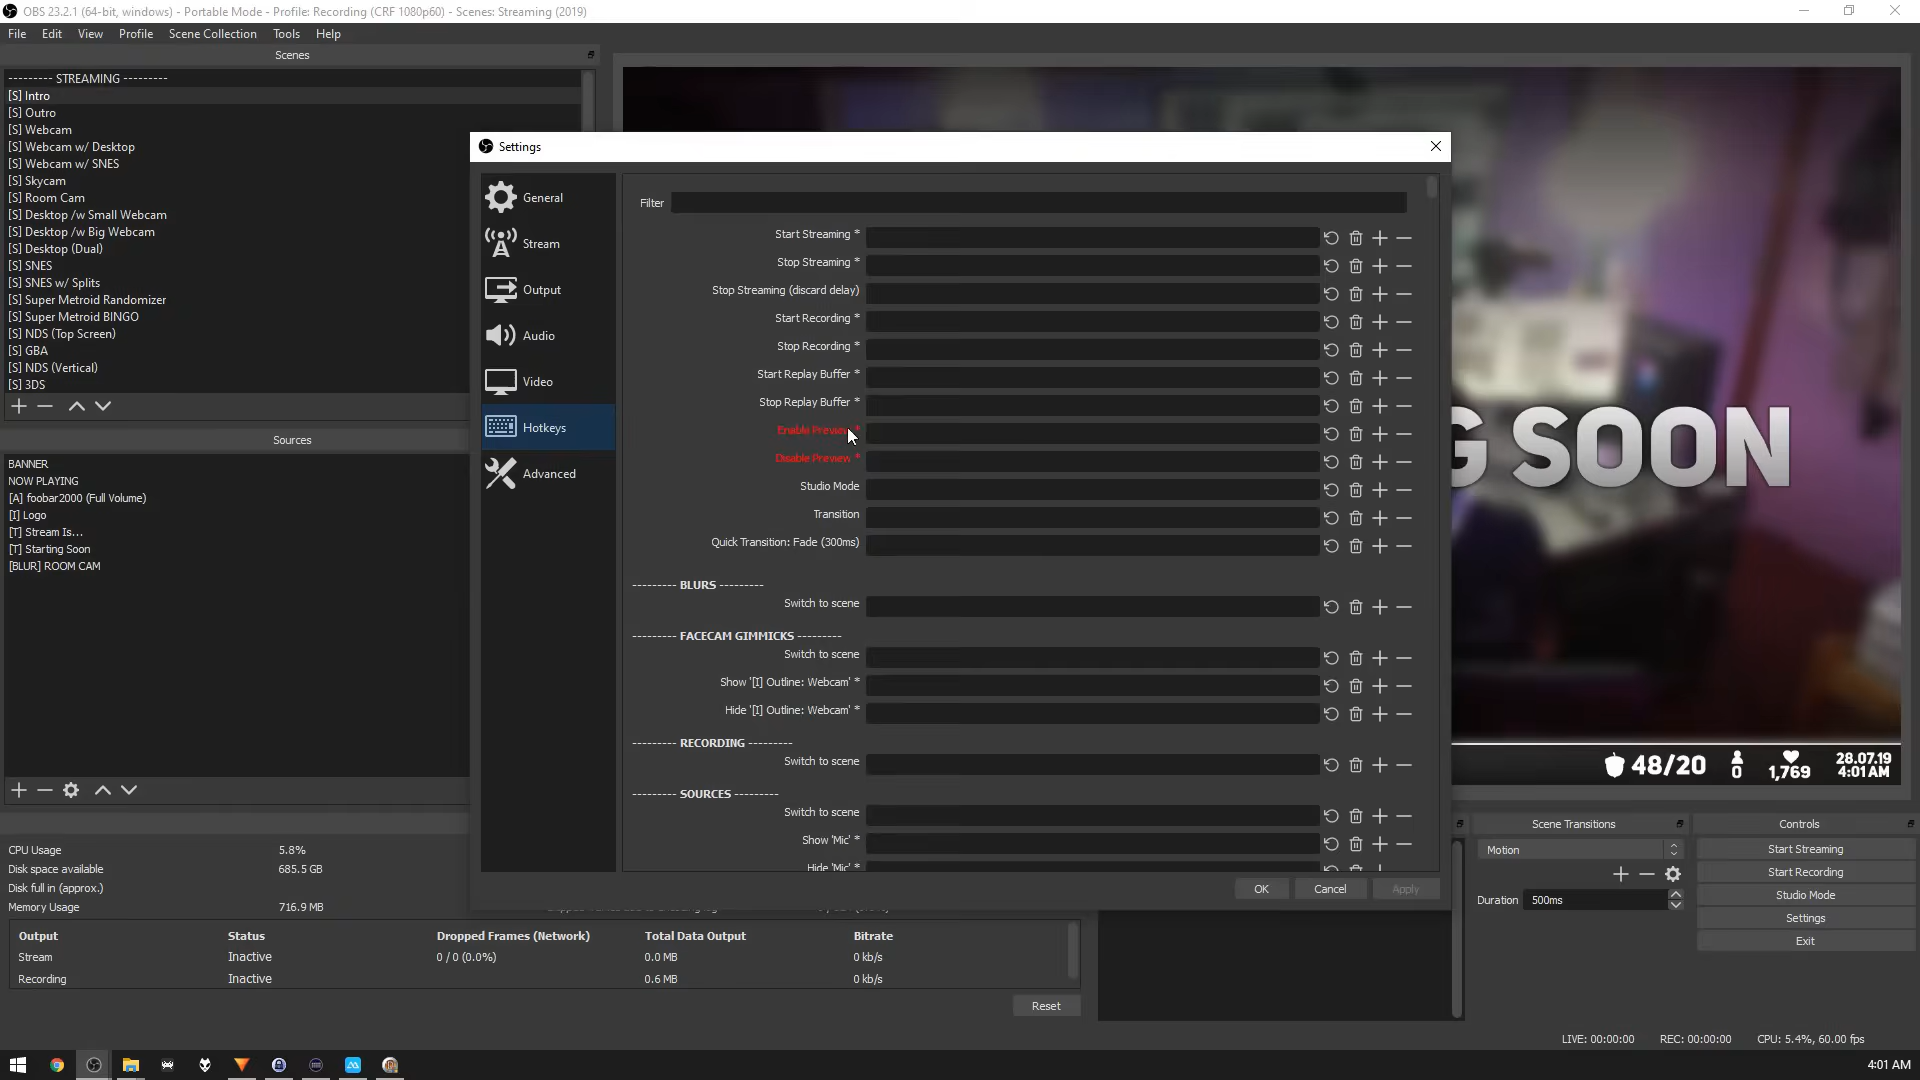 OBS 23.2.1 (64-bit, windows) - Portable Mode - Profile: Recording (CRF 1080p60) - Scenes: Streaming (2019)
File Edit View Profile Scene Collection Tools Help
Scenes
--------- STREAMING ---------
[S] Intro
[S] Outro
[S] Webcam
[S] Webcam w/ Desktop
[S] Webcam w/ SNES
[S] Skycam
[S] Room Cam
[S] Desktop /w Small Webcam
[S] Desktop /w Big Webcam
[S] Desktop (Dual)
[S] SNES
[S] SNES w/ Splits
[S] Super Metroid Randomizer
[S] Super Metroid BINGO
[S] NDS (Top Screen)
[S] GBA
[S] NDS (Vertical)
[S] 3DS
Sources
BANNER
NOW PLAYING
[A] foobar2000 (Full Volume)
[I] Logo
[T] Stream Is...
[T] Starting Soon
[BLUR] ROOM CAM
Settings
General
Stream
Output
Audio
Video
Hotkeys
Advanced
Filter
Start Streaming *
Stop Streaming *
Stop Streaming (discard delay)
Start Recording *
Stop Recording *
Start Replay Buffer *
Stop Replay Buffer *
Enable Preview *
Disable Preview *
Studio Mode
Transition
Quick Transition: Fade (300ms)
--------- BLURS ---------
Switch to scene
--------- FACECAM GIMMICKS ---------
Switch to scene
Show '[I] Outline: Webcam' *
Hide '[I] Outline: Webcam' *
--------- RECORDING ---------
Switch to scene
--------- SOURCES ---------
Switch to scene
Show 'Mic' *
Hide 'Mic' *
OK Cancel Apply
G SOON
48/20 0 1,769 28.07.19
4:01AM
CPU Usage 5.8%
Disk space available 685.5 GB
Disk full in (approx.)
Memory Usage 716.9 MB
Output Status Dropped Frames (Network) Total Data Output Bitrate
Stream Inactive 0 / 0 (0.0%) 0.0 MB 0 kb/s
Recording Inactive 0.6 MB 0 kb/s
Reset
Scene Transitions
Motion
Duration 500ms
Controls
Start Streaming
Start Recording
Studio Mode
Settings
Exit
LIVE: 00:00:00 REC: 00:00:00 CPU: 5.4%, 60.00 fps
4:01 AM